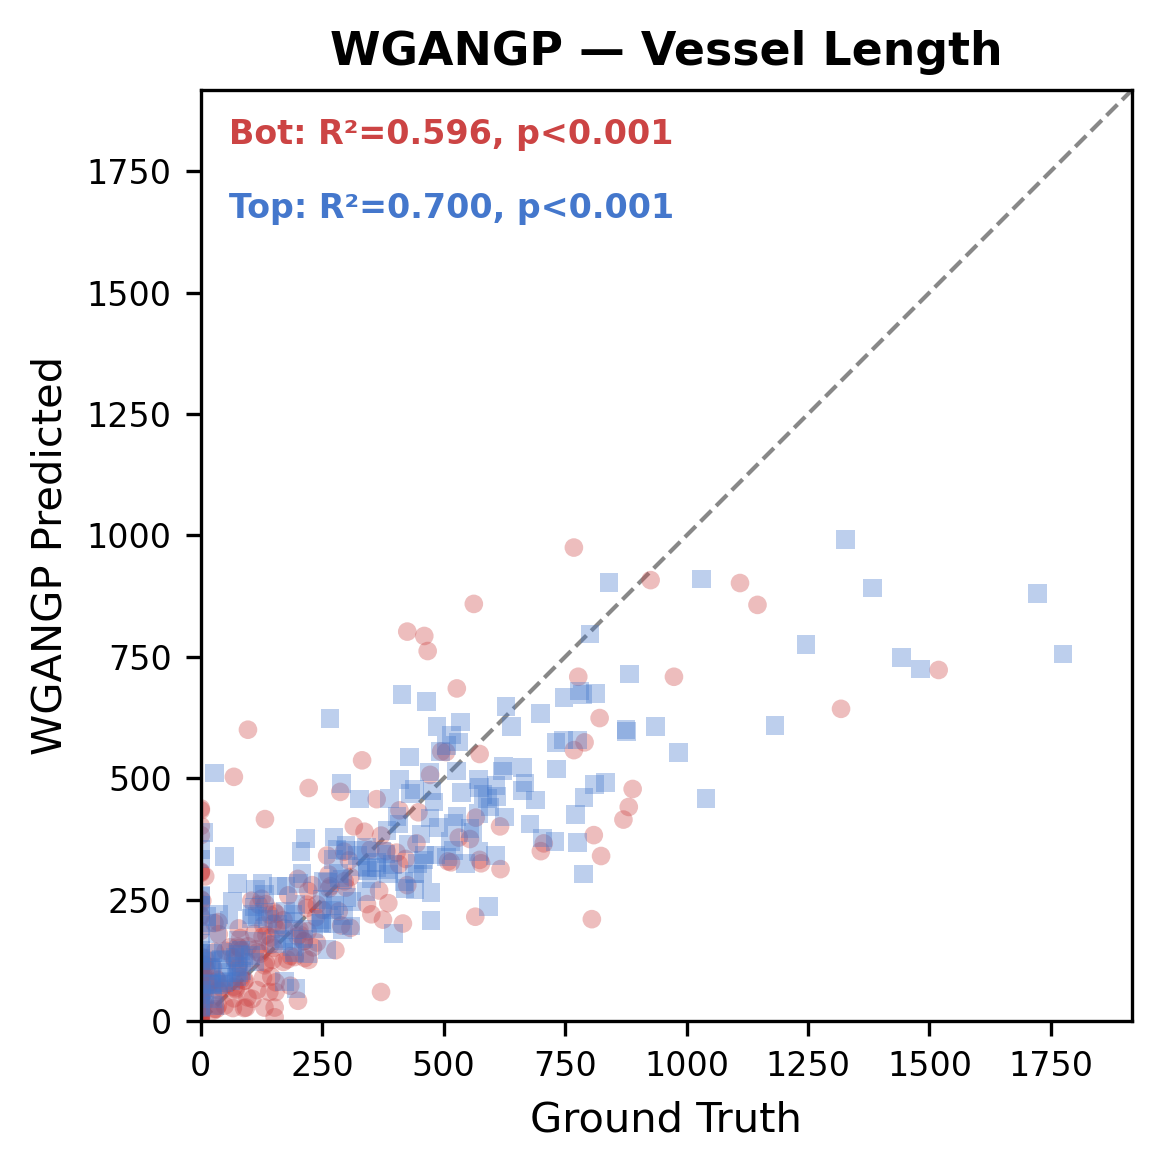 WGANGP — Vessel Length
Bot: R²=0.596, p<0.001
Top: R²=0.700, p<0.001
WGANGP Predicted
1750
1500
1250
1000
750
500
250
0
0 250 500 750 1000 1250 1500 1750
Ground Truth